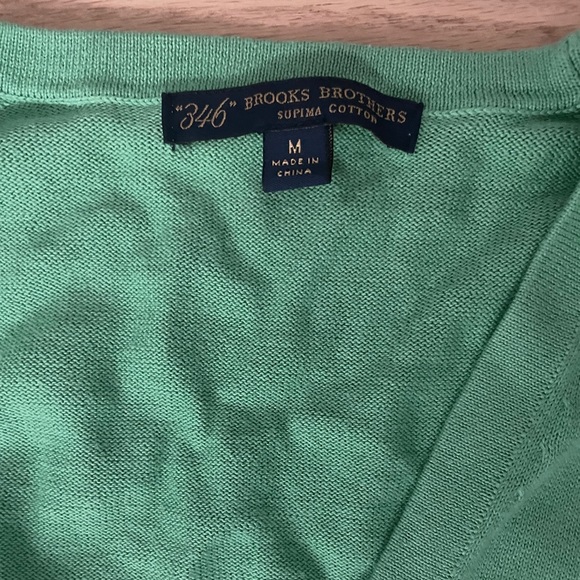 "346" BROOKS BROTHERS
SUPIMA COTTON
M
MADE IN
CHINA